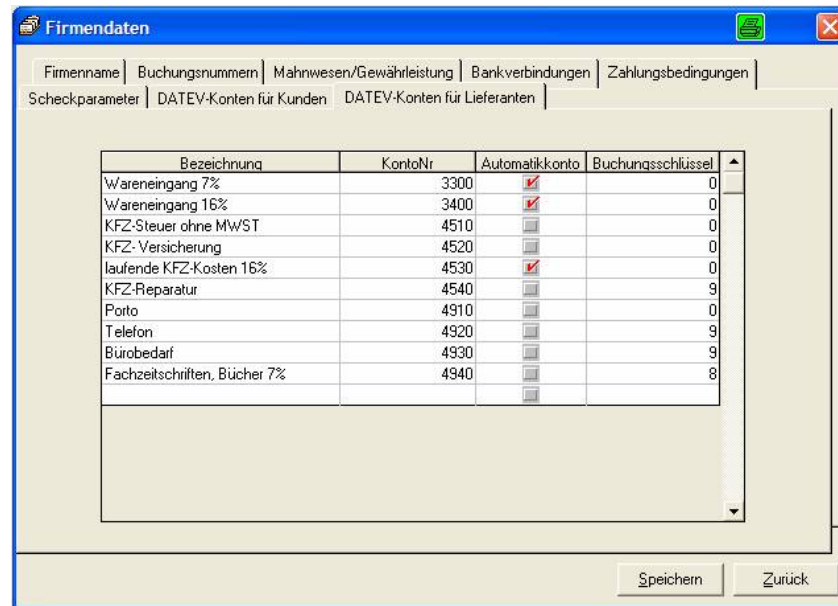 Firmendaten
Firmenname Buchungsnummern Mahnwesen/Gewährleistung Bankverbindungen Zahlungsbedingungen
Scheckparameter DATEV-Konten für Kunden DATEV-Konten für Lieferanten
Bezeichnung KontoNr Automatikkonto Buchungsschlüssel
Wareneingang 7% 3300 0
Wareneingang 16% 3400 0
KFZ-Steuer ohne MWST 4510 0
KFZ- Versicherung 4520 0
laufende KFZ-Kosten 16% 4530 0
KFZ-Reparatur 4540 9
Porto 4910 0
Telefon 4920 9
Bürobedarf 4930 9
Fachzeitschriften, Bücher 7% 4940 8
Speichern Zurück